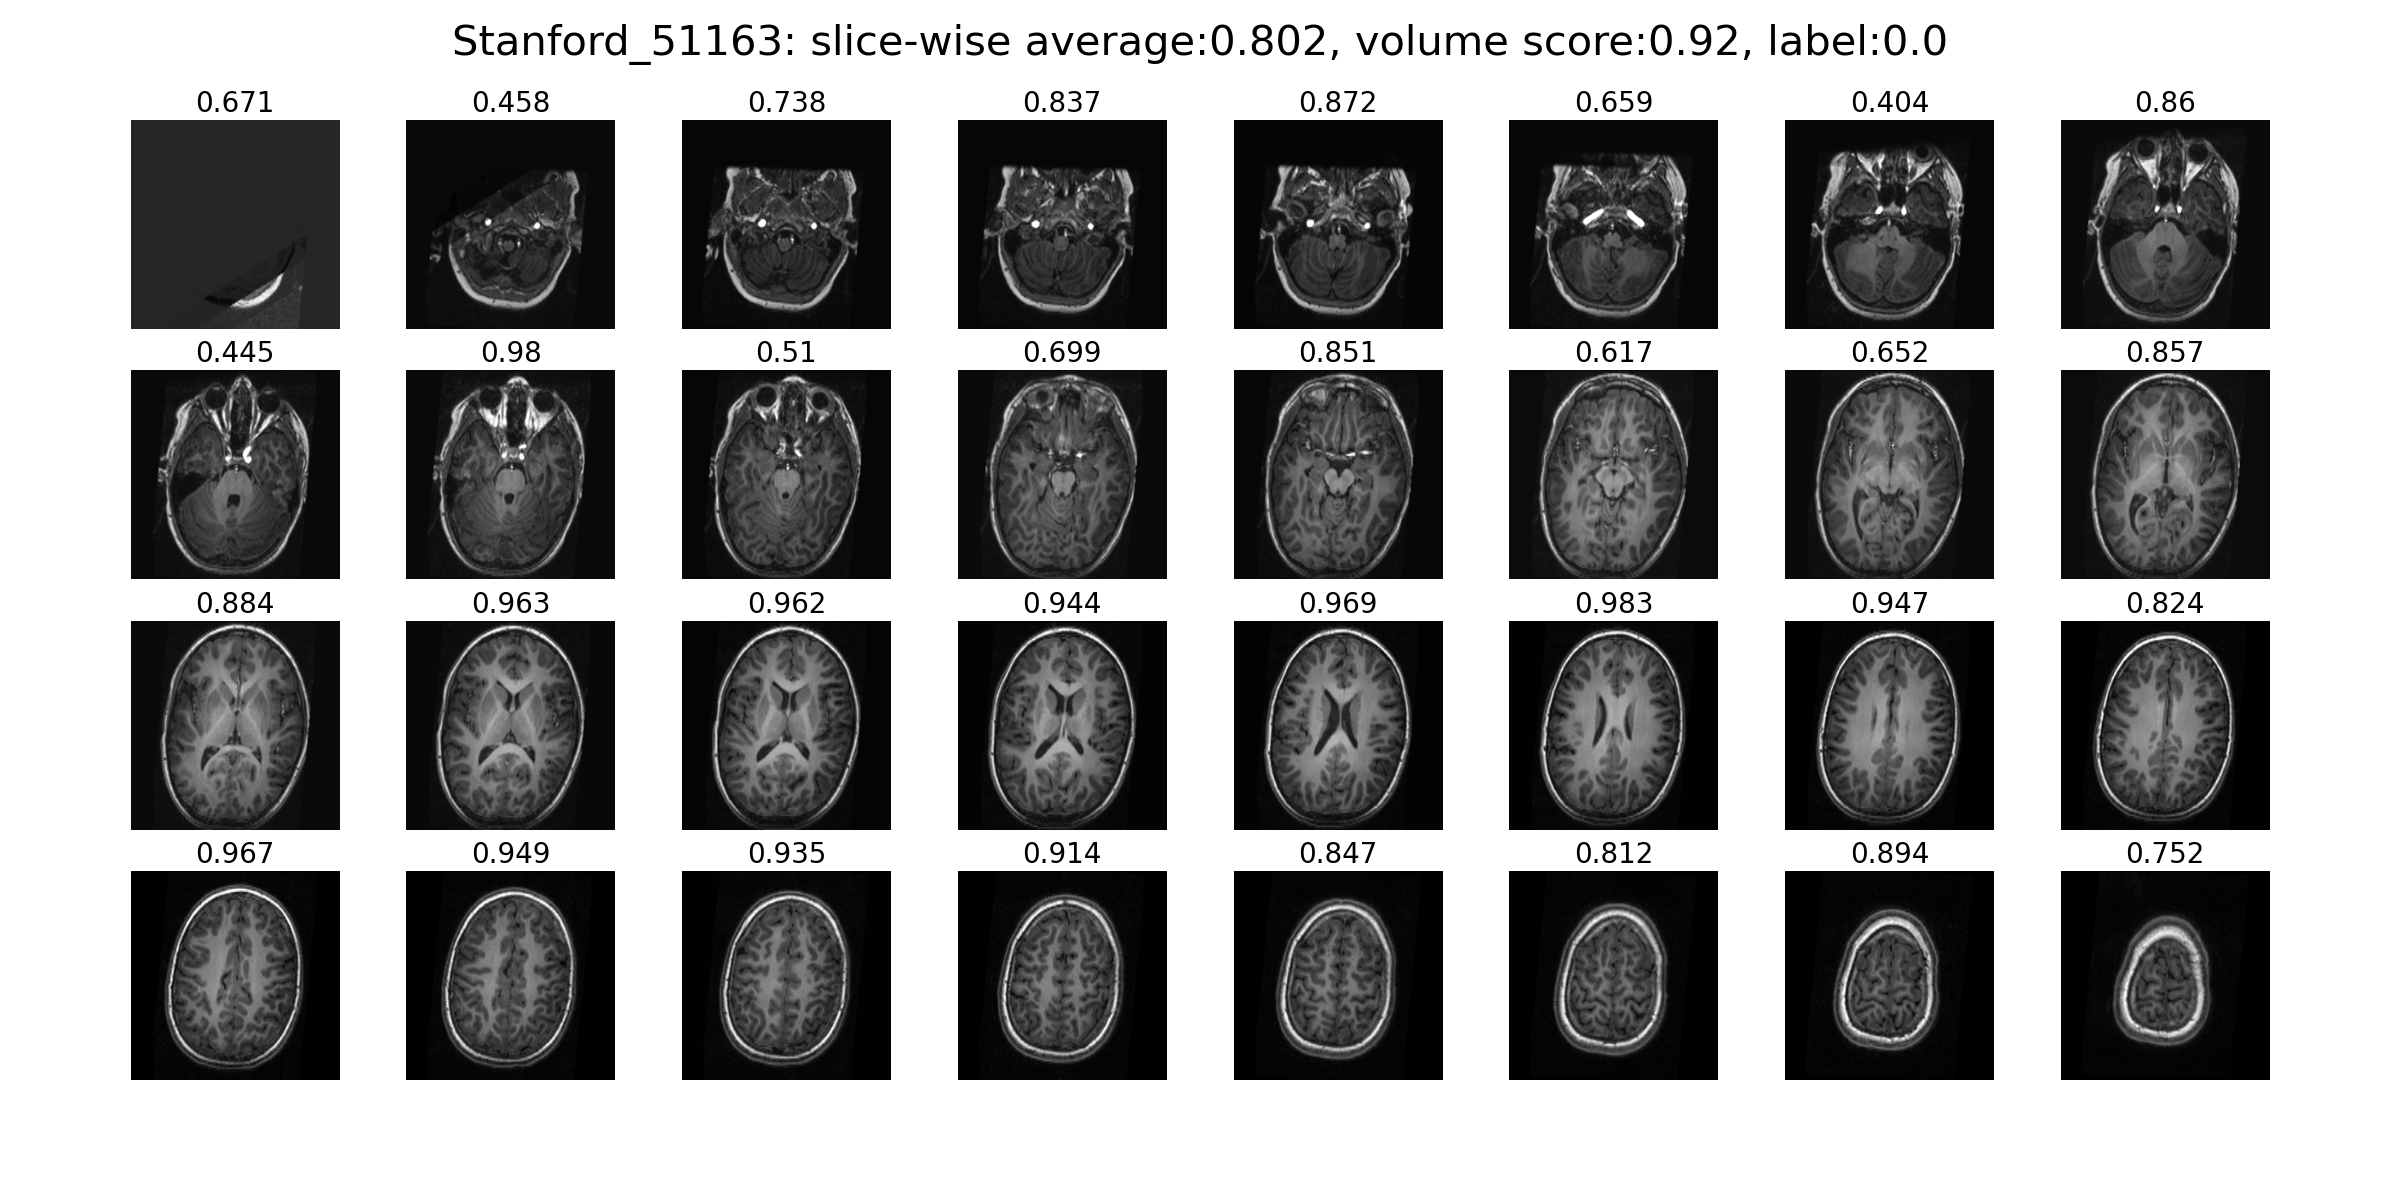 Stanford_51163: slice-wise average:0.802, volume score:0.92, label:0.0
0.671 0.458 0.738 0.837 0.872 0.659 0.404 0.86
0.445 0.98 0.51 0.699 0.851 0.617 0.652 0.857
0.884 0.963 0.962 0.944 0.969 0.983 0.947 0.824
0.967 0.949 0.935 0.914 0.847 0.812 0.894 0.752